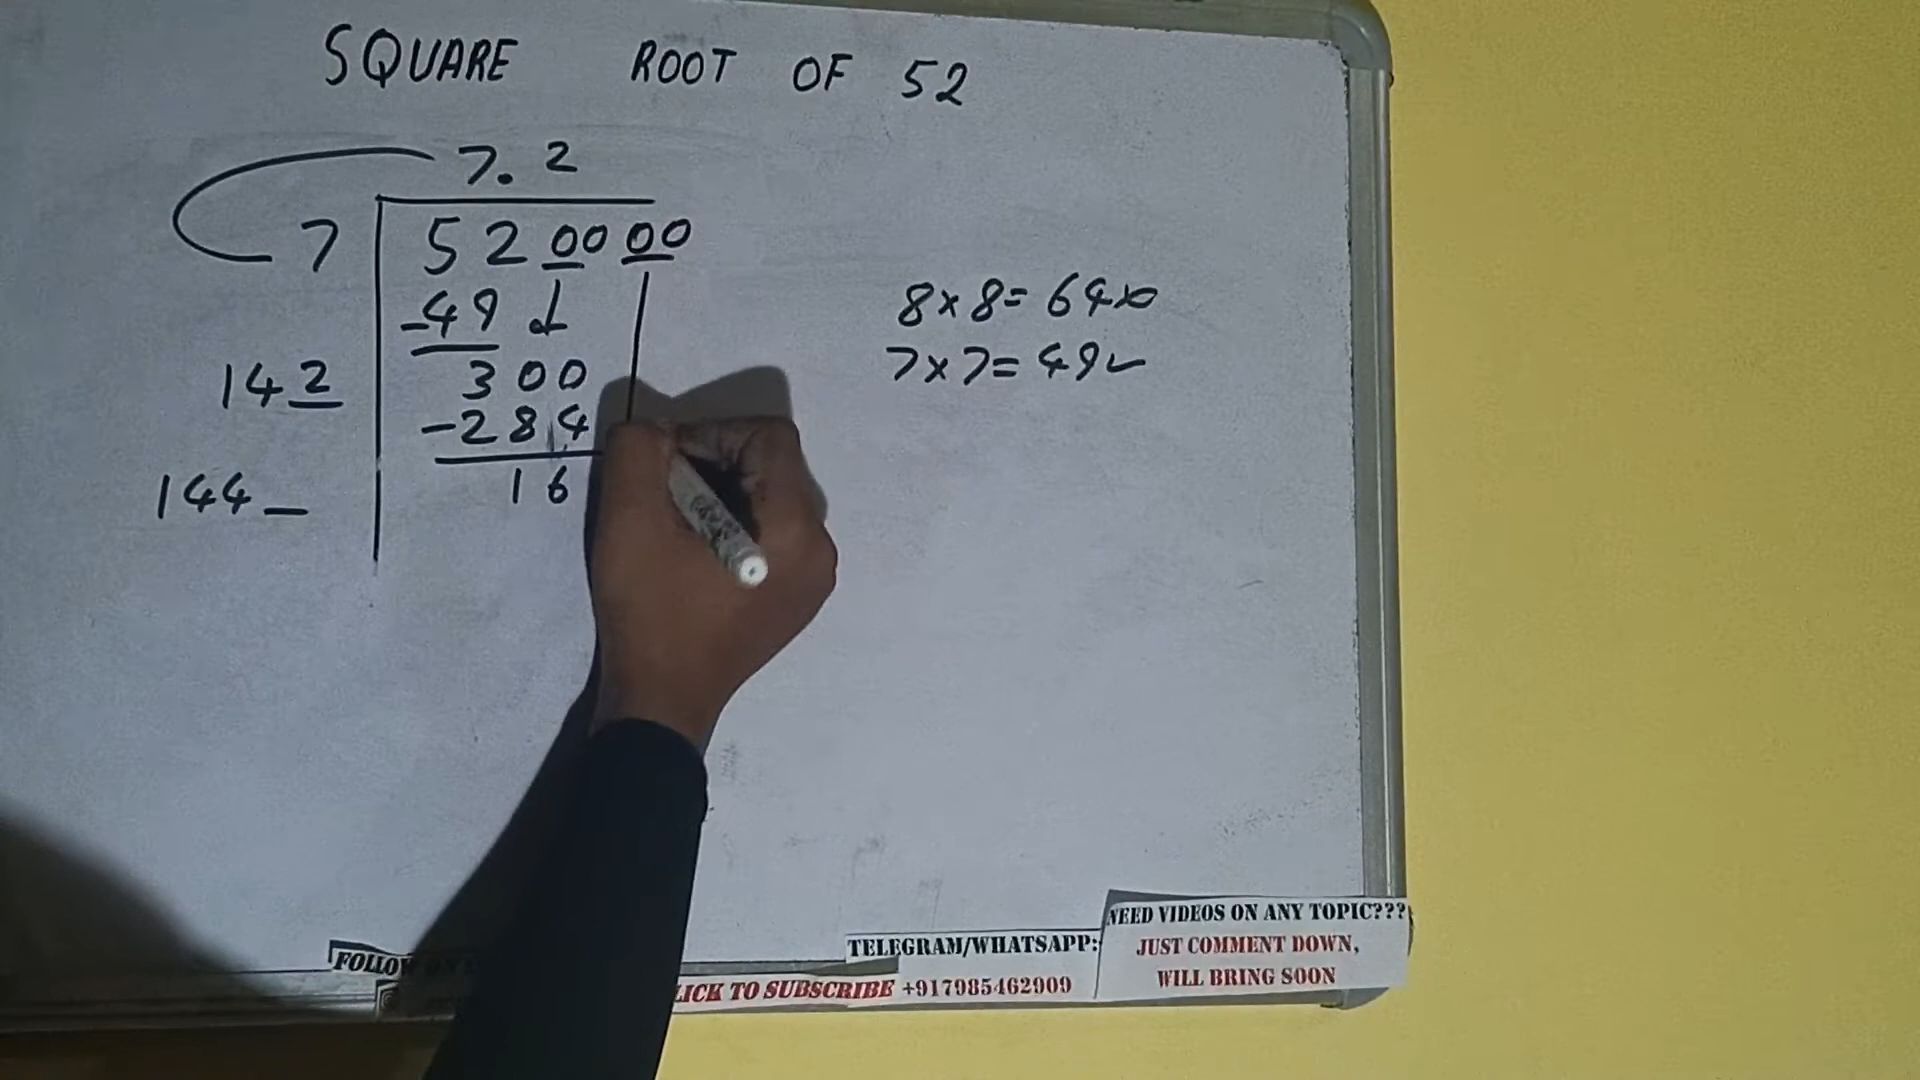 SQUARE ROOT OF 52
7.2
7 52 00 00
-49
8×8=64×
7×7=49✓
142 300
-284
144_ 16
FOLLOW ON
TELEGRAM/WHATSAPP:
LICK TO SUBSCRIBE +917985462909
NEED VIDEOS ON ANY TOPIC???
JUST COMMENT DOWN,
WILL BRING SOON